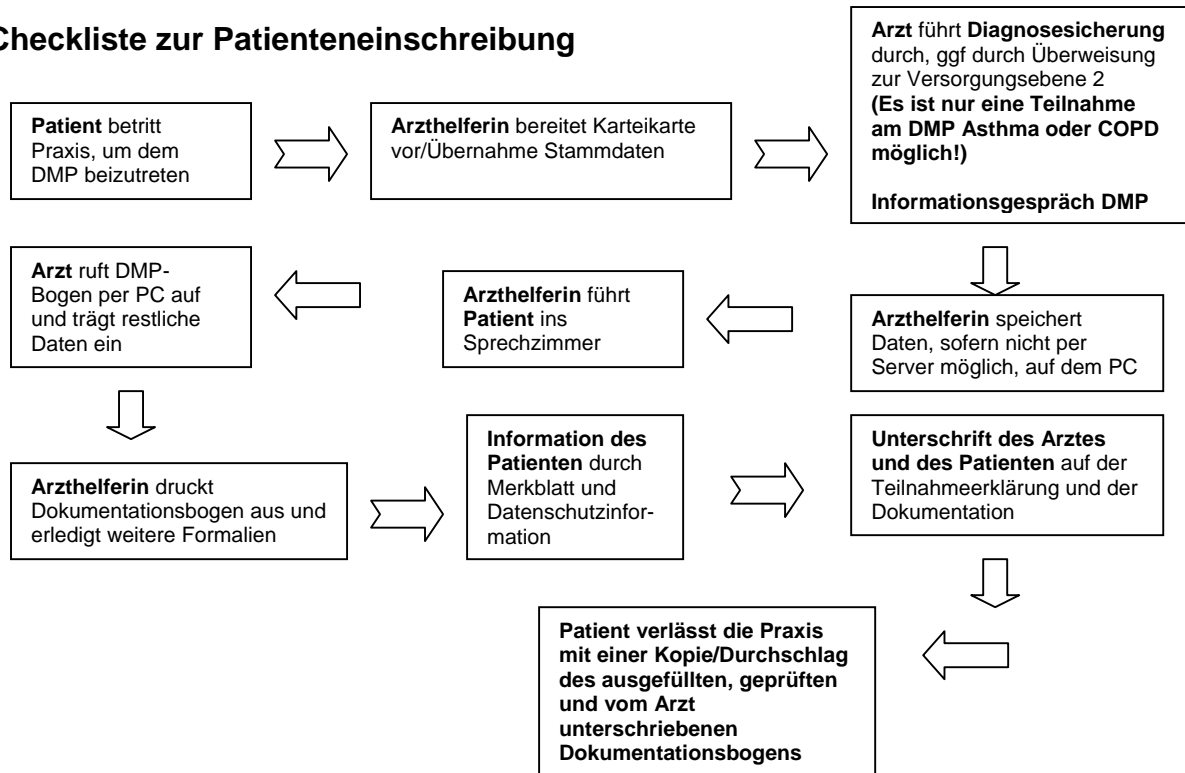 Checkliste zur Patienteneinschreibung
Patient betritt
Praxis, um dem
DMP beizutreten
Arzthelferin bereitet Karteikarte
vor/Übernahme Stammdaten
Arzt führt Diagnosesicherung
durch, ggf durch Überweisung
zur Versorgungsebene 2
(Es ist nur eine Teilnahme
am DMP Asthma oder COPD
möglich!)
Informationsgespräch DMP
Arzthelferin speichert
Daten, sofern nicht per
Server möglich, auf dem PC
Arzthelferin führt
Patient ins
Sprechzimmer
Arzt ruft DMP-
Bogen per PC auf
und trägt restliche
Daten ein
Arzthelferin druckt
Dokumentationsbogen aus und
erledigt weitere Formalien
Information des
Patienten durch
Merkblatt und
Datenschutzinfor-
mation
Unterschrift des Arztes
und des Patienten auf der
Teilnahmeerklärung und der
Dokumentation
Patient verlässt die Praxis
mit einer Kopie/Durchschlag
des ausgefüllten, geprüften
und vom Arzt
unterschriebenen
Dokumentationsbogens